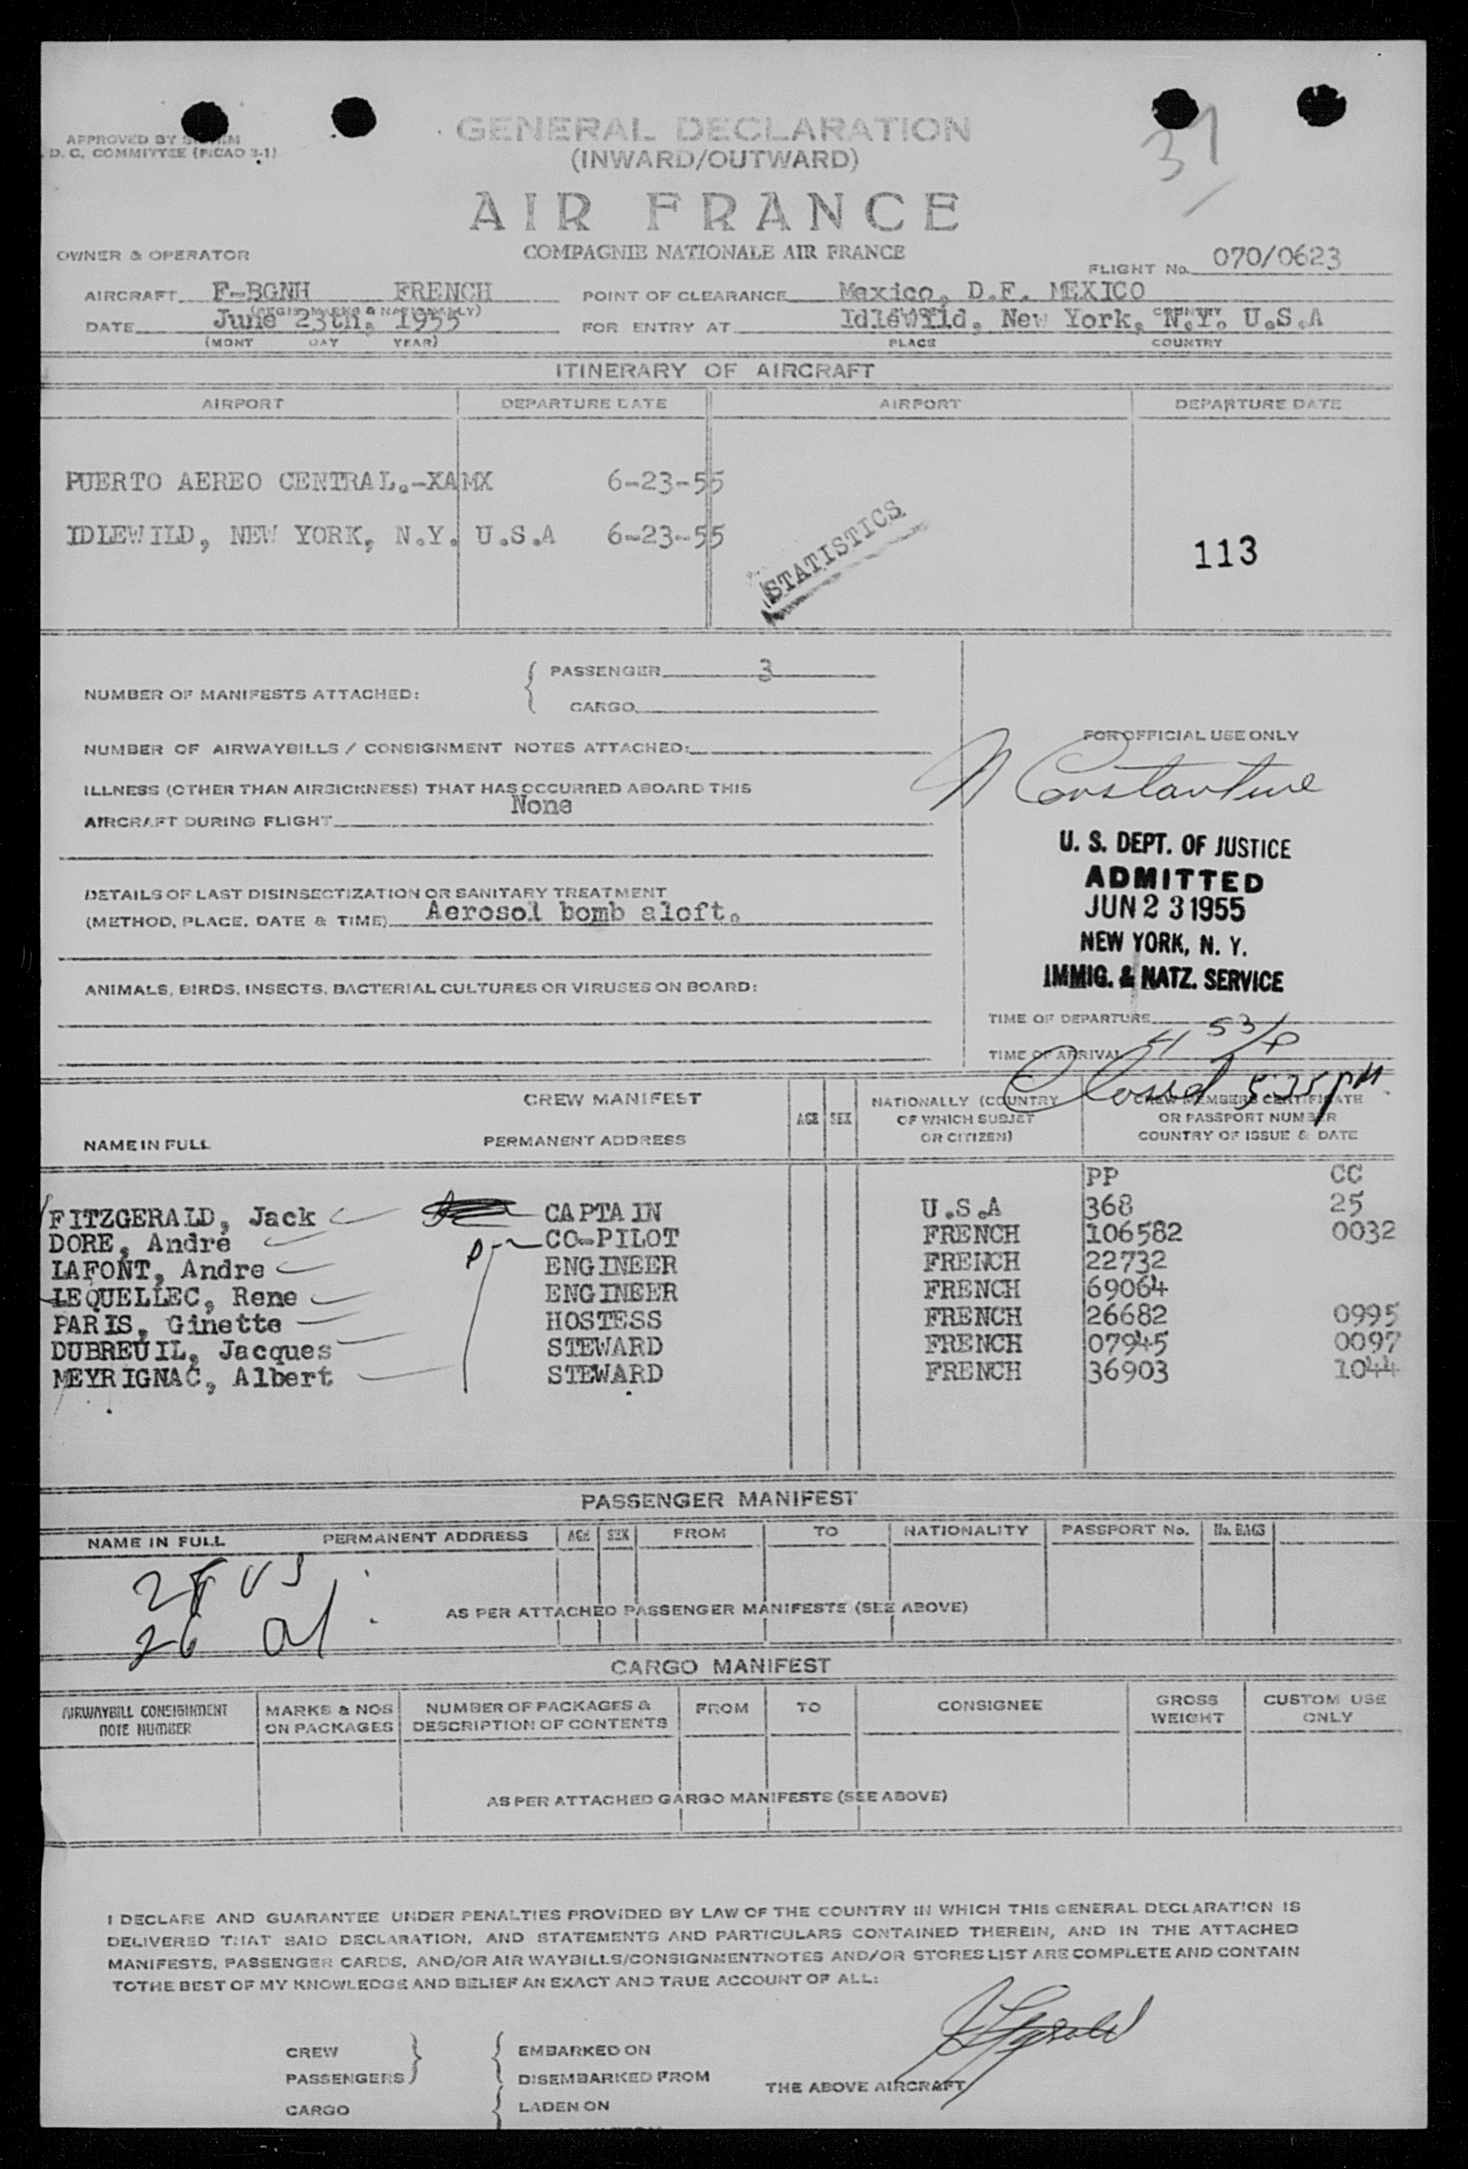 37
APPROVED BY
D. C. COMMITTEE (F.CAO 3-1)
GENERAL DECLARATION
(INWARD/OUTWARD)
AIR FRANCE
OWNER & OPERATOR
COMPAGNIE NATIONALE AIR FRANCE
FLIGHT No. 070/0623
AIRCRAFT F-BGNH FRENCH POINT OF CLEARANCE Mexico, D.F. MEXICO
DATE June 23th, 1955 FOR ENTRY AT Idlewild, New York, N.Y. U.S.A
(MONT DAY YEAR) PLACE COUNTRY
ITINERARY OF AIRCRAFT
AIRPORT DEPARTURE DATE AIRPORT DEPARTURE DATE
PUERTO AEREO CENTRAL.-XAMX 6-23-55
IDLEWILD, NEW YORK, N.Y. U.S.A 6-23-55
STATISTICS
113
NUMBER OF MANIFESTS ATTACHED:
PASSENGER 3
CARGO
NUMBER OF AIRWAYBILLS / CONSIGNMENT NOTES ATTACHED:
ILLNESS (OTHER THAN AIRSICKNESS) THAT HAS OCCURRED ABOARD THIS
AIRCRAFT DURING FLIGHT None
DETAILS OF LAST DISINSECTIZATION OR SANITARY TREATMENT
(METHOD, PLACE, DATE & TIME) Aerosol bomb aloft.
ANIMALS, BIRDS, INSECTS, BACTERIAL CULTURES OR VIRUSES ON BOARD:
FOR OFFICIAL USE ONLY
N Constantine
U. S. DEPT. OF JUSTICE
ADMITTED
JUN 23 1955
NEW YORK, N. Y.
IMMIG. & NATZ. SERVICE
TIME OF DEPARTURE
TIME OF ARRIVAL
Closed 5:25 PM
CREW MANIFEST
NAME IN FULL PERMANENT ADDRESS AGE SEX NATIONALLY (COUNTRY OF WHICH SUBJET OR CITIZEN) CREW MEMBERS CERTIFICATE OR PASSPORT NUMBER COUNTRY OF ISSUE & DATE
PP CC
FITZGERALD, Jack CAPTAIN U.S.A 368 25
DORE, André CO-PILOT FRENCH 106582 0032
LAFONT, Andre ENGINEER FRENCH 22732
LEQUELLEC, Rene ENGINEER FRENCH 69064
PARIS, Ginette HOSTESS FRENCH 26682 0995
DUBREUIL, Jacques STEWARD FRENCH 07945 0097
MEYRIGNAC, Albert STEWARD FRENCH 36903 1044
PASSENGER MANIFEST
NAME IN FULL PERMANENT ADDRESS AGE SEX FROM TO NATIONALITY PASSPORT No. No. BAGS
US
26 al
AS PER ATTACHED PASSENGER MANIFESTS (SEE ABOVE)
CARGO MANIFEST
AIRWAYBILL CONSIGNMENT NOTE NUMBER MARKS & NOS ON PACKAGES NUMBER OF PACKAGES & DESCRIPTION OF CONTENTS FROM TO CONSIGNEE GROSS WEIGHT CUSTOM USE ONLY
AS PER ATTACHED CARGO MANIFESTS (SEE ABOVE)
I DECLARE AND GUARANTEE UNDER PENALTIES PROVIDED BY LAW OF THE COUNTRY IN WHICH THIS GENERAL DECLARATION IS
DELIVERED THAT SAID DECLARATION, AND STATEMENTS AND PARTICULARS CONTAINED THEREIN, AND IN THE ATTACHED
MANIFESTS, PASSENGER CARDS, AND/OR AIR WAYBILLS/CONSIGNMENTNOTES AND/OR STORES LIST ARE COMPLETE AND CONTAIN
TOTHE BEST OF MY KNOWLEDGE AND BELIEF AN EXACT AND TRUE ACCOUNT OF ALL:
CREW EMBARKED ON
PASSENGERS DISEMBARKED FROM THE ABOVE AIRCRAFT
CARGO LADEN ON